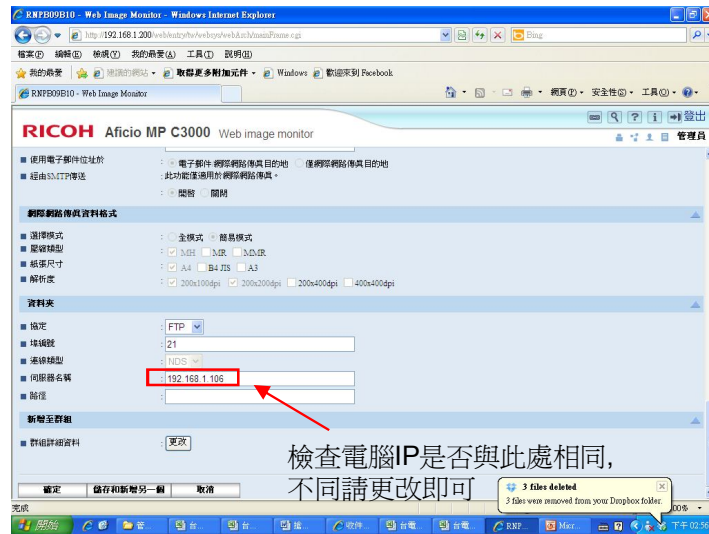 RNPB09B10 - Web Image Monitor - Windows Internet Explorer
http://192.168.1.200/web/entry/tw/websys/webArch/mainFrame.cgi
Bing
檔案(F) 編輯(E) 檢視(V) 我的最愛(A) 工具(T) 說明(H)
我的最愛 建議的網站 取得更多附加元件 Windows 歡迎來到 Facebook
RNPB09B10 - Web Image Monitor
網頁(P) 安全性(S) 工具(O)
登出
RICOH Aficio MP C3000 Web image monitor
管理員
使用電子郵件位址於 : 電子郵件 網際網路傳真目的地 僅網際網路傳真目的地
經由SMTP傳送 :此功能僅適用於網際網路傳真。
: 開啟 關閉
網際網路傳真資料格式
選擇模式 : 全模式 簡易模式
壓縮類型 : MH MR MMR
紙張尺寸 : A4 B4 JIS A3
解析度 : 200x100dpi 200x200dpi 200x400dpi 400x400dpi
資料夾
協定 : FTP
埠編號 : 21
連線類型 : NDS
伺服器名稱 : 192.168.1.106
路徑 :
新增至群組
群組詳細資料 : 更改
檢查電腦IP是否與此處相同,
不同請更改即可
確定 儲存和新增另一個 取消
3 files deleted
3 files were removed from your Dropbox folder.
完成
開始 管... 台... 台... 搶... 收件... 台電... 台電... RNP... Micr... 下午 02:56